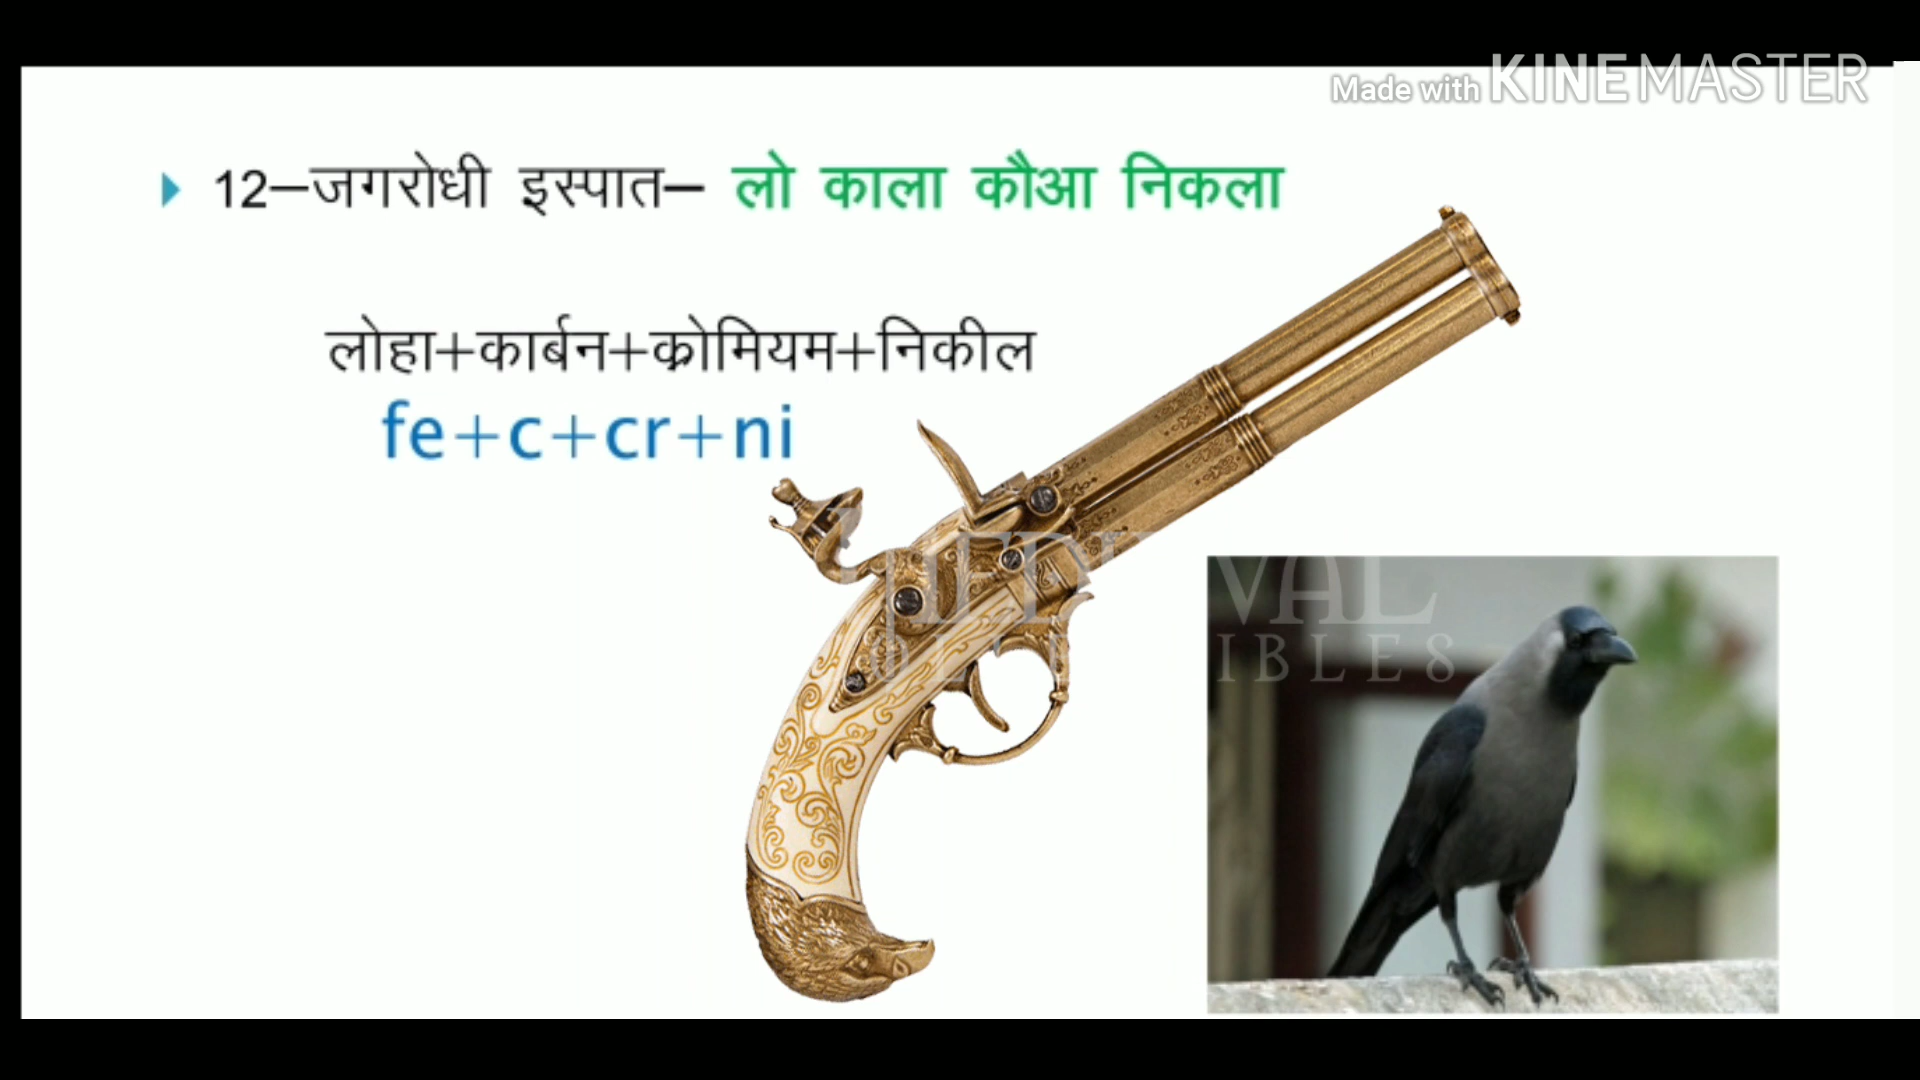 Made with KINEMASTER
12–जगरोधी इस्पात– लो काला कौआ निकला
लोहा+कार्बन+क्रोमियम+निकील
fe+c+cr+ni